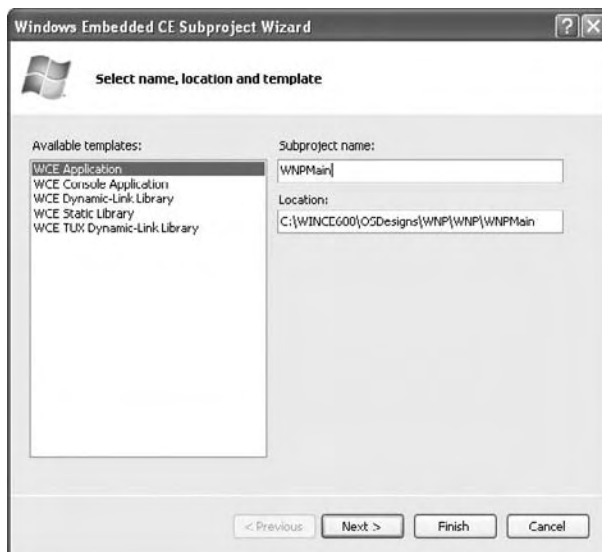 Windows Embedded CE Subproject Wizard
Select name, location and template
Available templates:
WCE Application
WCE Console Application
WCE Dynamic-Link Library
WCE Static Library
WCE TUX Dynamic-Link Library
Subproject name:
WNPMain
Location:
C:\WINCE600\OSDesigns\WNP\WNP\WNPMain
< Previous
Next >
Finish
Cancel